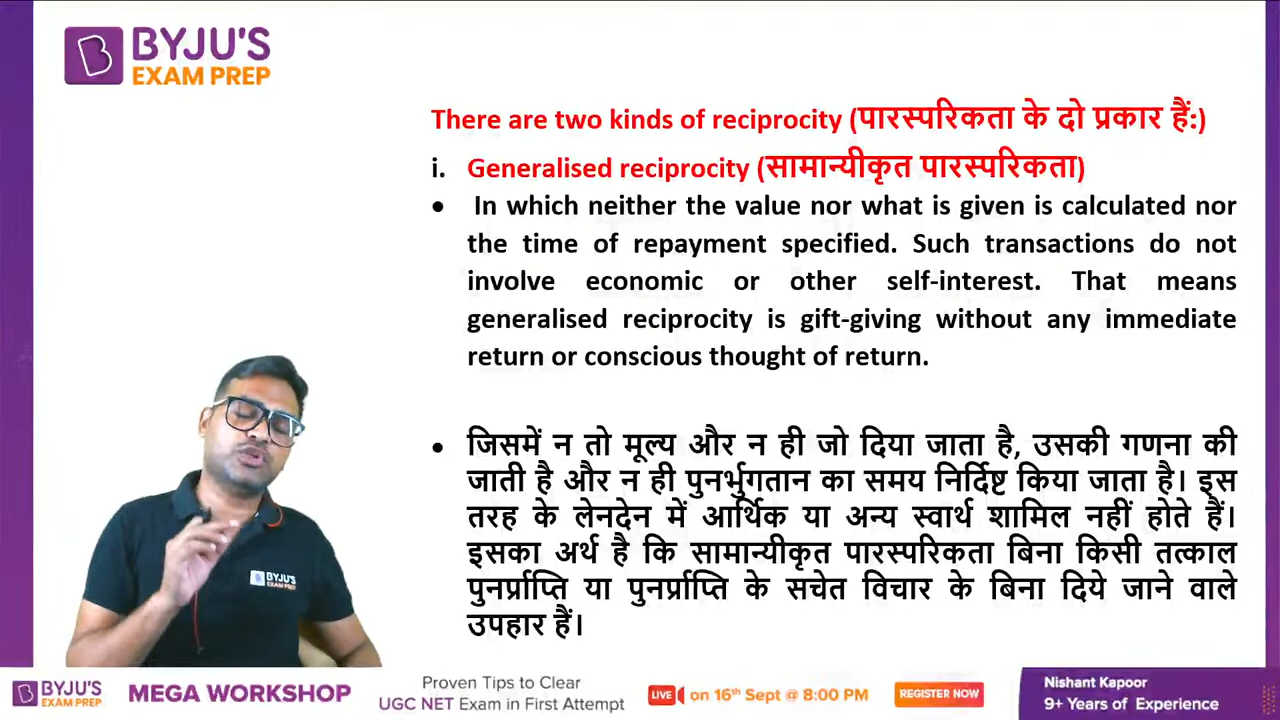 BYJU'S
EXAM PREP
There are two kinds of reciprocity (पारस्परिकता के दो प्रकार हैं:)
i. Generalised reciprocity (सामान्यीकृत पारस्परिकता)
• In which neither the value nor what is given is calculated nor
the time of repayment specified. Such transactions do not
involve economic or other self-interest. That means
generalised reciprocity is gift-giving without any immediate
return or conscious thought of return.
• जिसमें न तो मूल्य और न ही जो दिया जाता है, उसकी गणना की
जाती है और न ही पुनर्भुगतान का समय निर्दिष्ट किया जाता है। इस
तरह के लेनदेन में आर्थिक या अन्य स्वार्थ शामिल नहीं होते हैं।
इसका अर्थ है कि सामान्यीकृत पारस्परिकता बिना किसी तत्काल
पुनर्प्राप्ति या पुनर्प्राप्ति के सचेत विचार के बिना दिये जाने वाले
उपहार हैं।
BYJU'S
EXAM PREP
BYJU'S
EXAM PREP
MEGA WORKSHOP
Proven Tips to Clear
UGC NET Exam in First Attempt
LIVE on 16th Sept @ 8:00 PM
REGISTER NOW
Nishant Kapoor
9+ Years of Experience